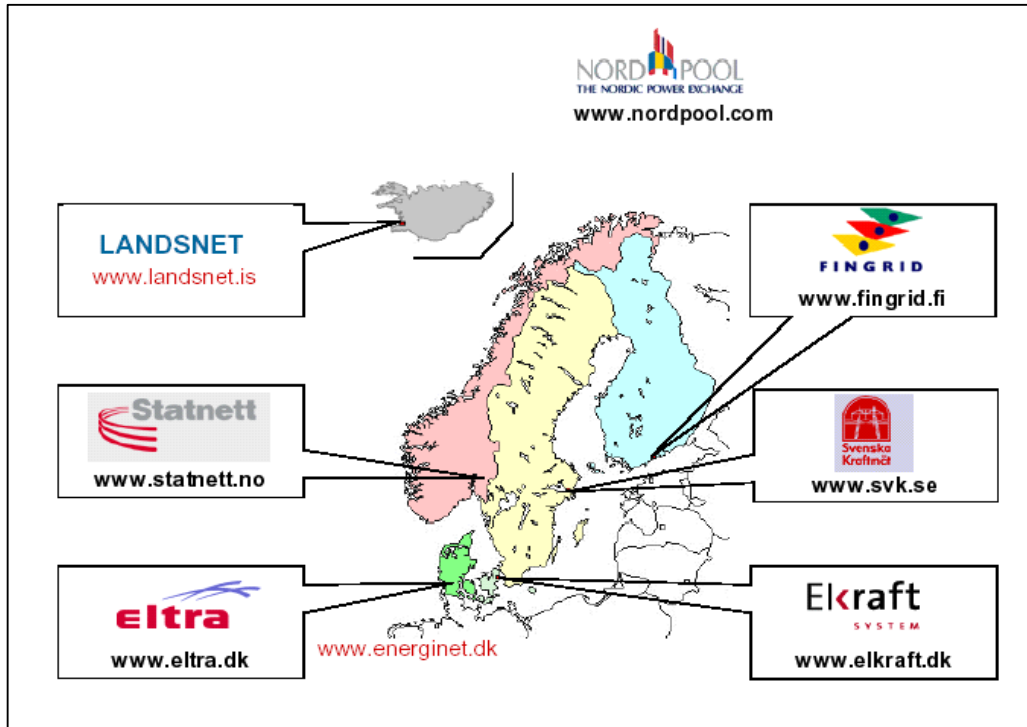 NORD POOL
THE NORDIC POWER EXCHANGE
www.nordpool.com
LANDSNET
www.landsnet.is
FINGRID
www.fingrid.fi
Statnett
www.statnett.no
Svenska
Kraftnät
www.svk.se
eltra
www.eltra.dk
www.energinet.dk
Elkraft
SYSTEM
www.elkraft.dk